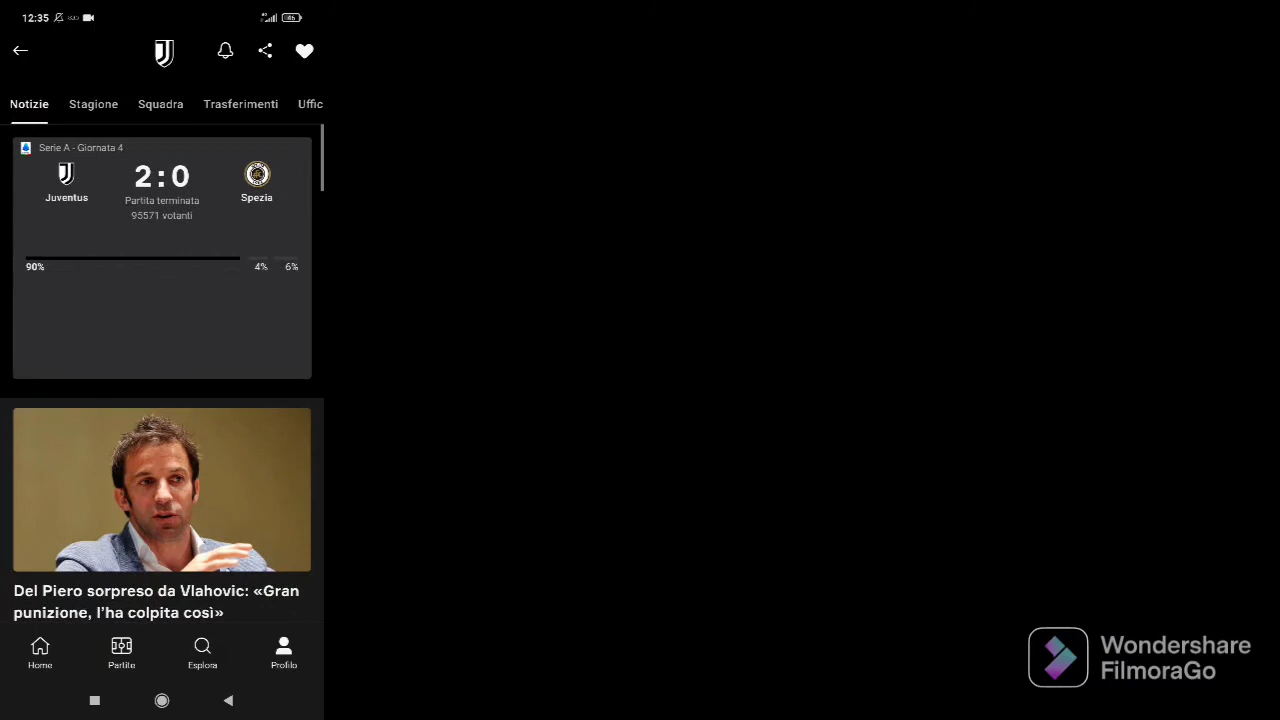 12:35
46
Notizie Stagione Squadra Trasferimenti Uffic
Serie A - Giornata 4
2:0
Juventus Spezia
Partita terminata
95571 votanti
90% 4% 6%
Del Piero sorpreso da Vlahovic: «Gran
punizione, l’ha colpita così»
Home Partite Esplora Profilo
Wondershare
FilmoraGo